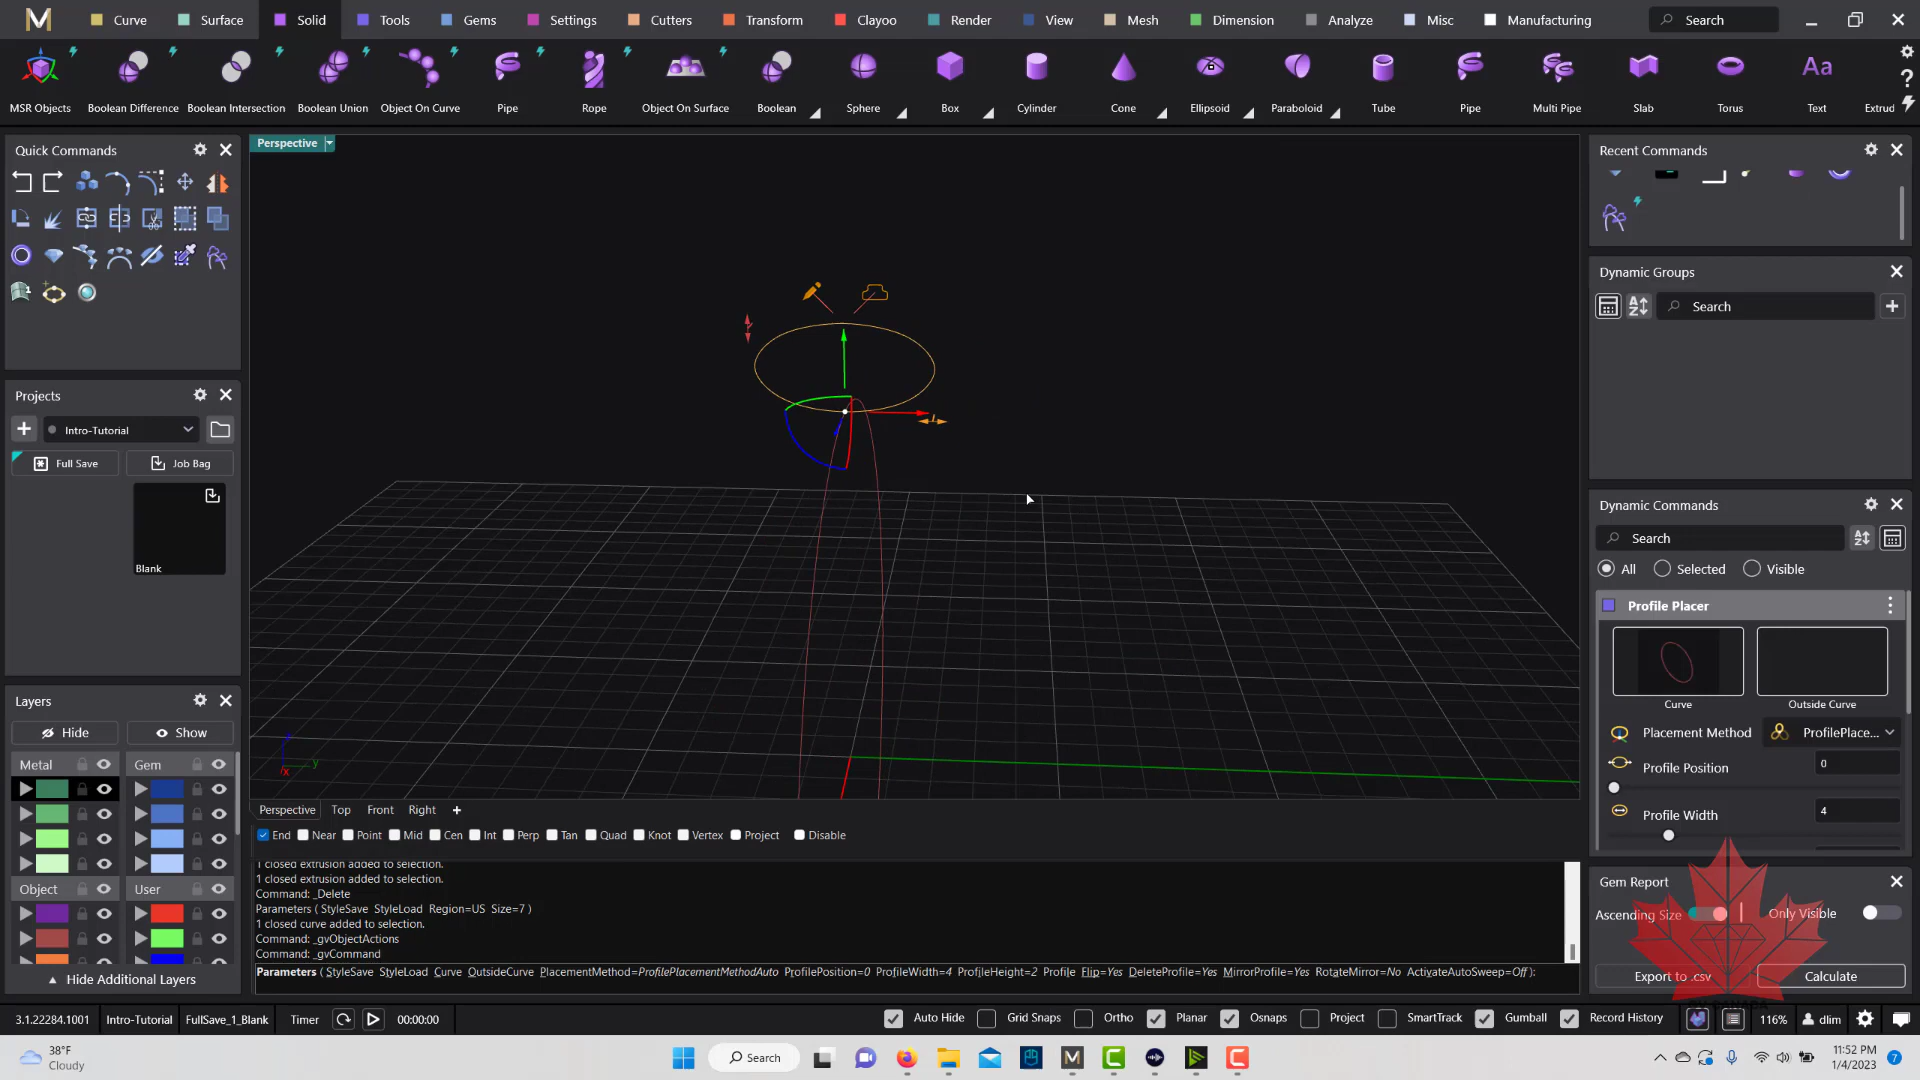 Curve Surface Solid Tools Gems Settings Cutters Transform Clayoo Render View Mesh Dimension Analyze Misc Manufacturing Search
MSR Objects Boolean Difference Boolean Intersection Boolean Union Object On Curve Pipe Rope Object On Surface Boolean Sphere Box Cylinder Cone Ellipsoid Paraboloid Tube Pipe Multi Pipe Slab Torus Text Extrud
Quick Commands
Perspective
Recent Commands
Dynamic Groups
Search
Projects
Intro-Tutorial
Full Save Job Bag
Blank
Dynamic Commands
Search
All Selected Visible
Profile Placer
Curve Outside Curve
Placement Method ProfilePlace...
Profile Position 0
Profile Width 4
Layers
Hide Show
Metal Gem
Object User
Hide Additional Layers
z
y
x
Perspective Top Front Right +
End Near Point Mid Cen Int Perp Tan Quad Knot Vertex Project Disable
1 closed extrusion added to selection.
1 closed extrusion added to selection.
Command: _Delete
Parameters ( StyleSave StyleLoad Region=US Size=7 )
1 closed curve added to selection.
Command: _gvObjectActions
Command: _gvCommand
Parameters ( StyleSave StyleLoad Curve OutsideCurve PlacementMethod=ProfilePlacementMethodAuto ProfilePosition=0 ProfileWidth=4 ProfileHeight=2 Profile Flip=Yes DeleteProfile=Yes MirrorProfile=Yes RotateMirror=No ActivateAutoSweep=Off ):
Gem Report
Ascending Size Only Visible
Export to .csv Calculate
3.1.22284.1001 Intro-Tutorial FullSave_1_Blank Timer 00:00:00 Auto Hide Grid Snaps Ortho Planar Osnaps Project SmartTrack Gumball Record History 116% dlim
38°F
Cloudy
Search
11:52 PM
1/4/2023
7